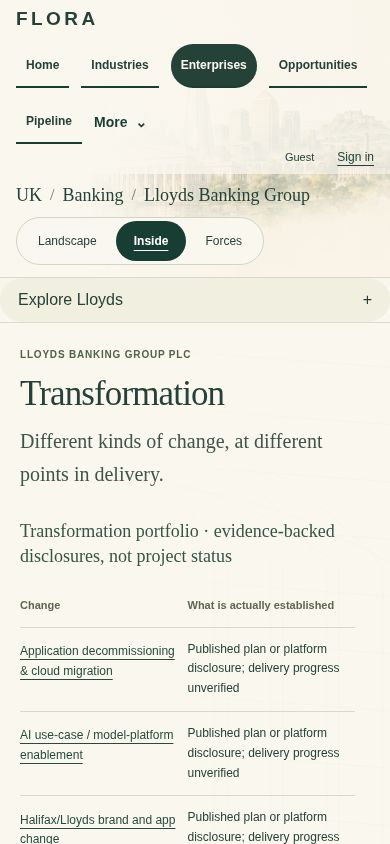 FLORA
Home Industries Enterprises Opportunities
Pipeline More
Guest Sign in
UK / Banking / Lloyds Banking Group
Landscape Inside Forces
Explore Lloyds +
LLOYDS BANKING GROUP PLC
Transformation
Different kinds of change, at different
points in delivery.
Transformation portfolio · evidence-backed
disclosures, not project status
Change What is actually established
Application decommissioning Published plan or platform
& cloud migration disclosure; delivery progress
unverified
AI use-case / model-platform Published plan or platform
enablement disclosure; delivery progress
unverified
Halifax/Lloyds brand and app Published plan or platform
change disclosure; delivery progress